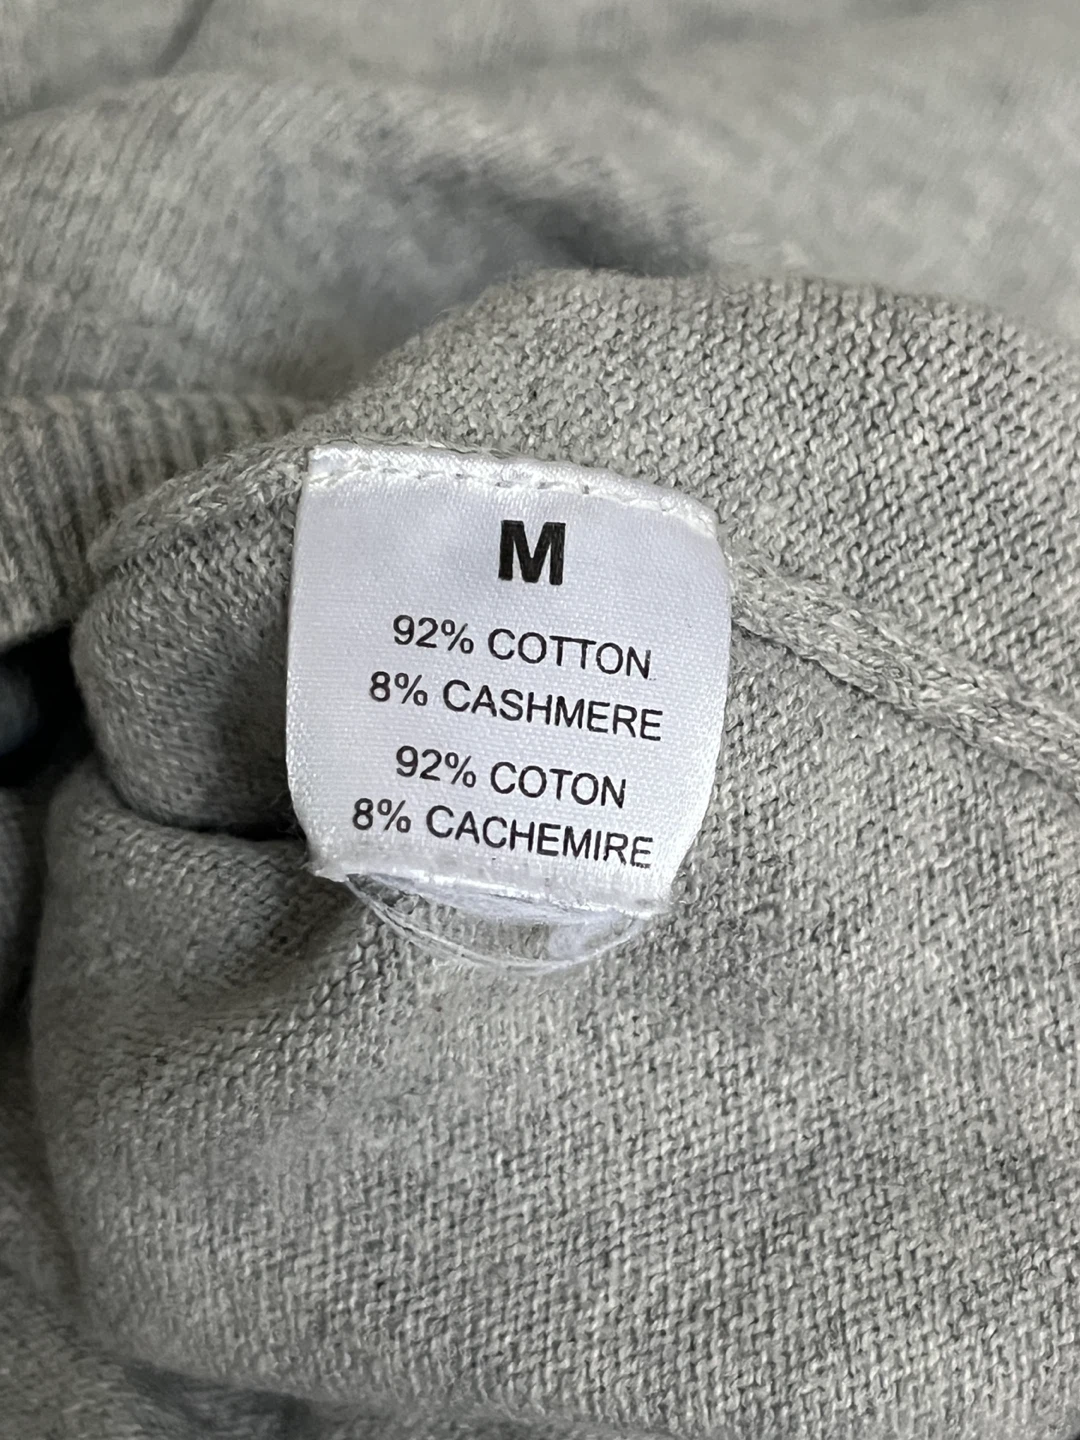 M
92% COTTON
8% CASHMERE
92% COTON
8% CACHEMIRE